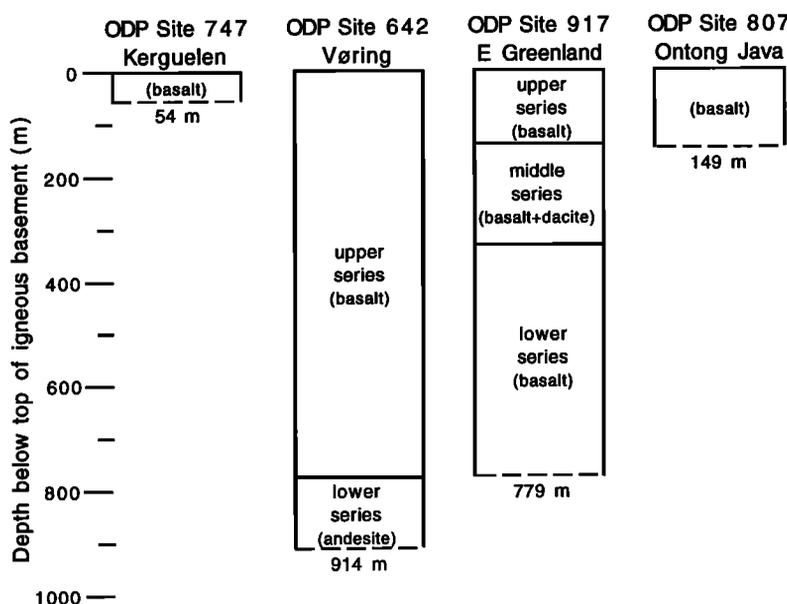 ODP Site 747
Kerguelen
ODP Site 642
Vøring
ODP Site 917
E Greenland
ODP Site 807
Ontong Java
Depth below top of igneous basement (m)
0
200
400
600
800
1000
(basalt)
54 m
upper
series
(basalt)
lower
series
(andesite)
914 m
upper
series
(basalt)
middle
series
(basalt+dacite)
lower
series
(basalt)
779 m
(basalt)
149 m